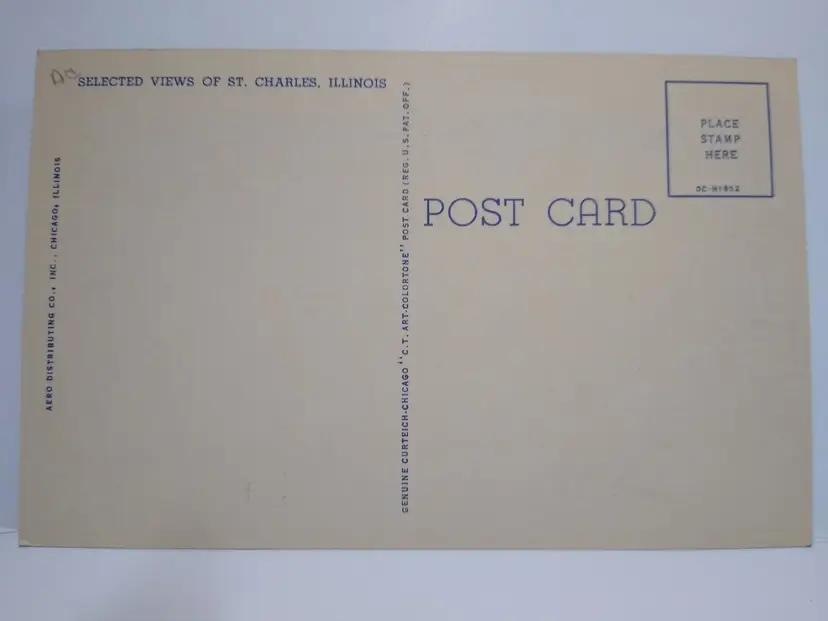 SELECTED VIEWS OF ST. CHARLES, ILLINOIS
AERO DISTRIBUTING CO., INC., CHICAGO, ILLINOIS
GENUINE CURTEICH-CHICAGO "C.T. ART-COLORTONE" POST CARD (REG. U.S. PAT. OFF.)
POST CARD
PLACE
STAMP
HERE